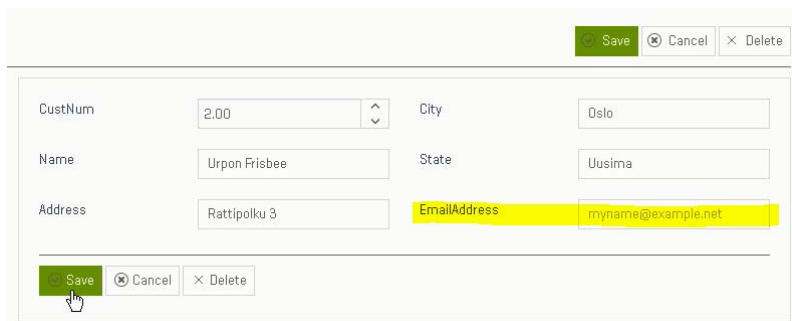 Save Cancel Delete
CustNum 2.00 City Oslo
Name Urpon Frisbee State Uusima
Address Rattipolku 3 EmailAddress myname@example.net
Save Cancel Delete